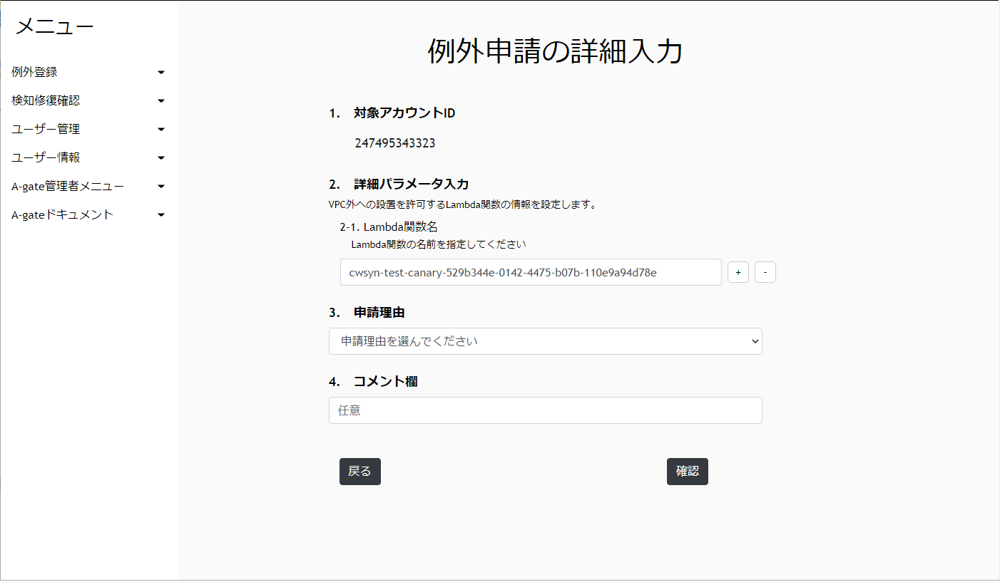 メニュー
例外登録
検知修復確認
ユーザー管理
ユーザー情報
A-gate管理者メニュー
A-gateドキュメント
例外申請の詳細入力
1. 対象アカウントID
247495343323
2. 詳細パラメータ入力
VPC外への設置を許可するLambda関数の情報を設定します。
2-1. Lambda関数名
Lambda関数の名前を指定してください
cwsyn-test-canary-529b344e-0142-4475-b07b-110e9a94d78e
+ -
3. 申請理由
申請理由を選んでください
4. コメント欄
任意
戻る 確認